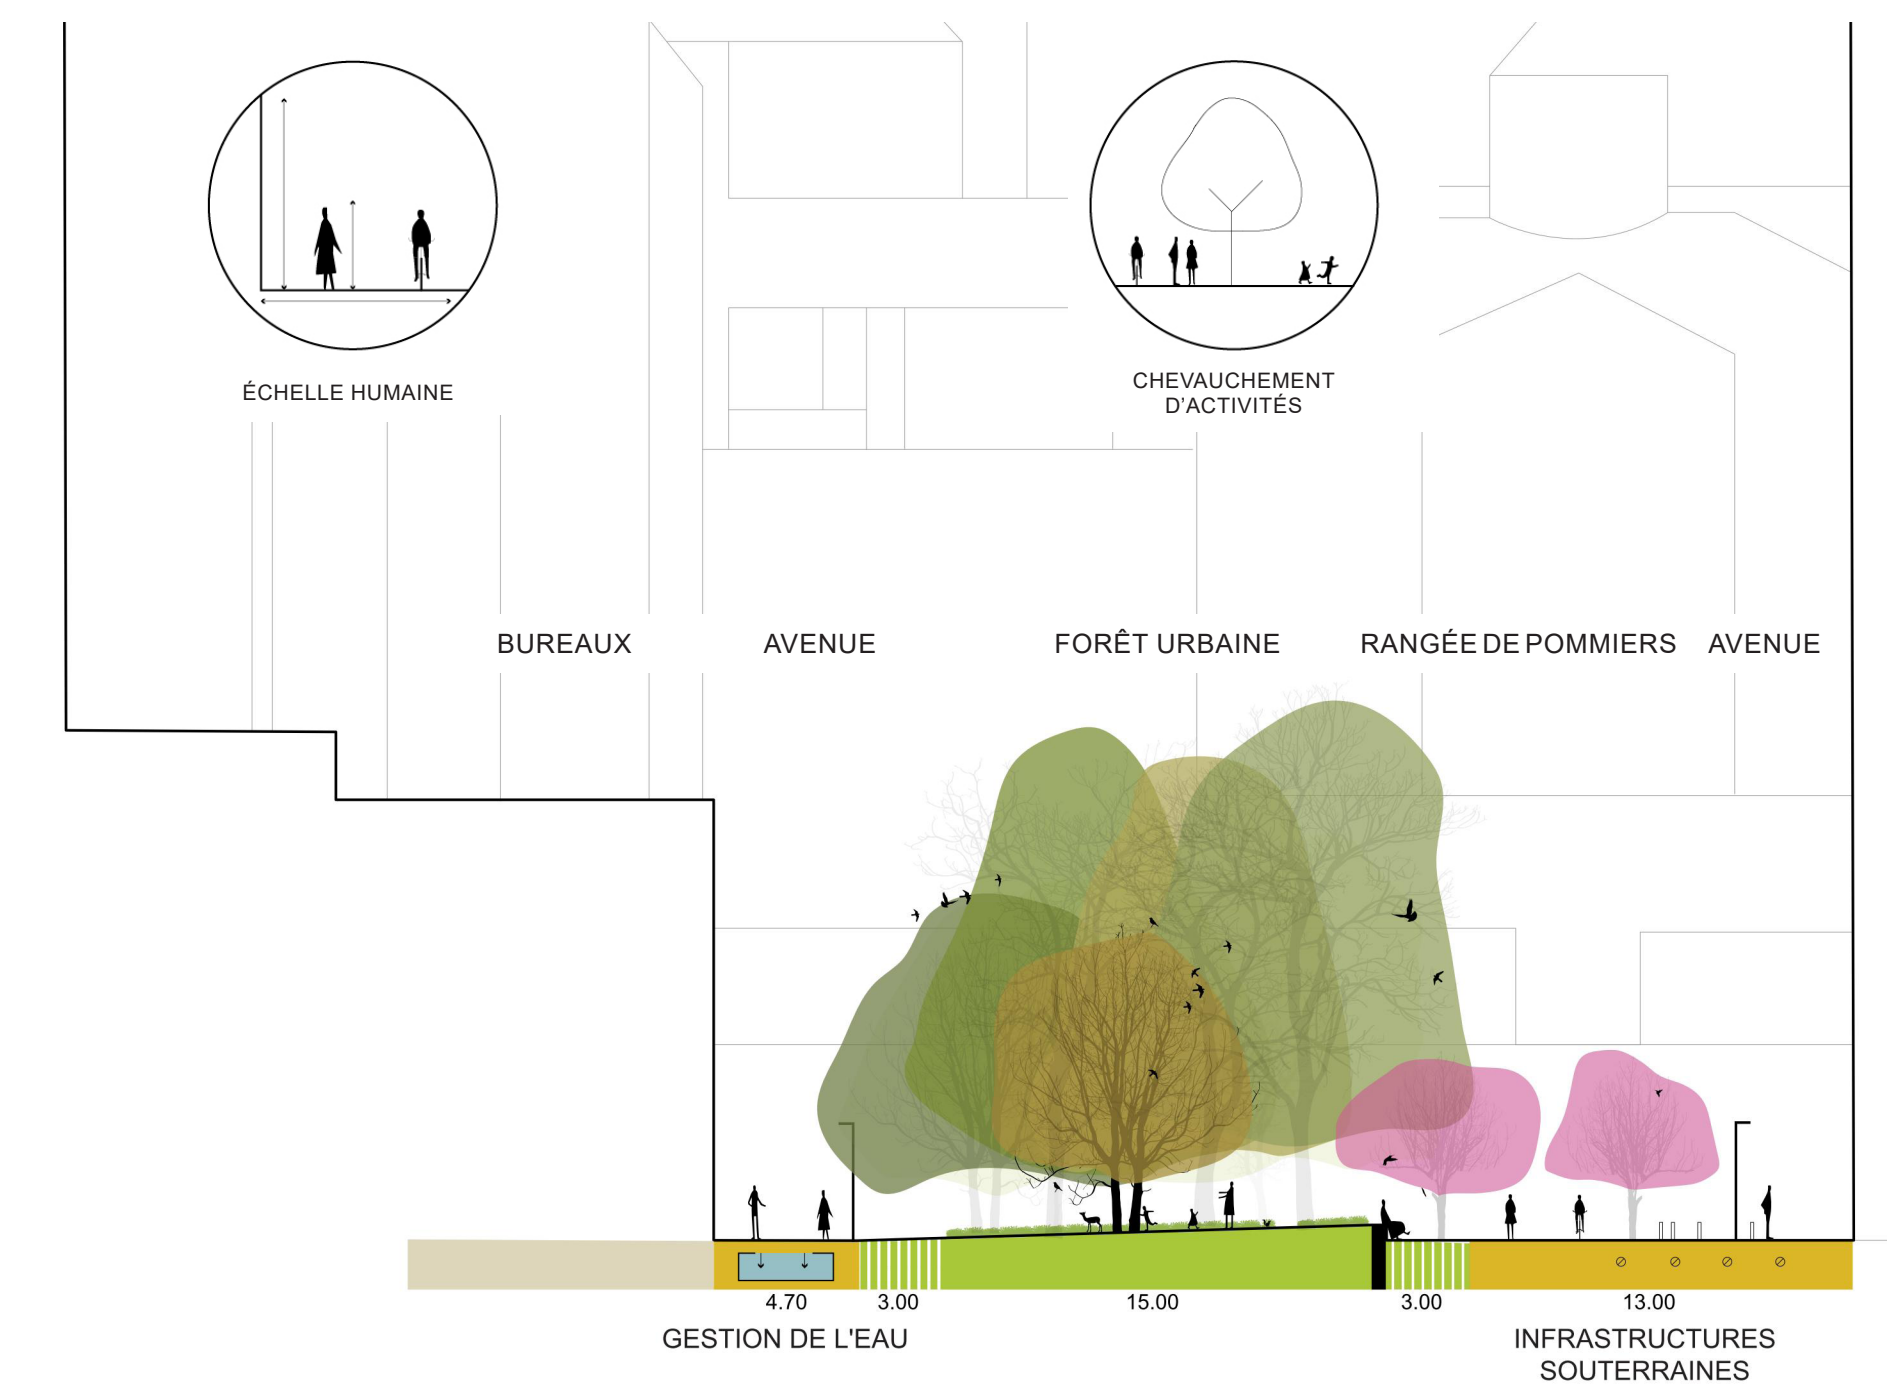 ÉCHELLE HUMAINE
CHEVAUCHEMENT
D'ACTIVITÉS
BUREAUX
AVENUE
FORÊT URBAINE
RANGÉE DE POMMIERS
AVENUE
4.70
3.00
15.00
3.00
13.00
GESTION DE L'EAU
INFRASTRUCTURES
SOUTERRAINES